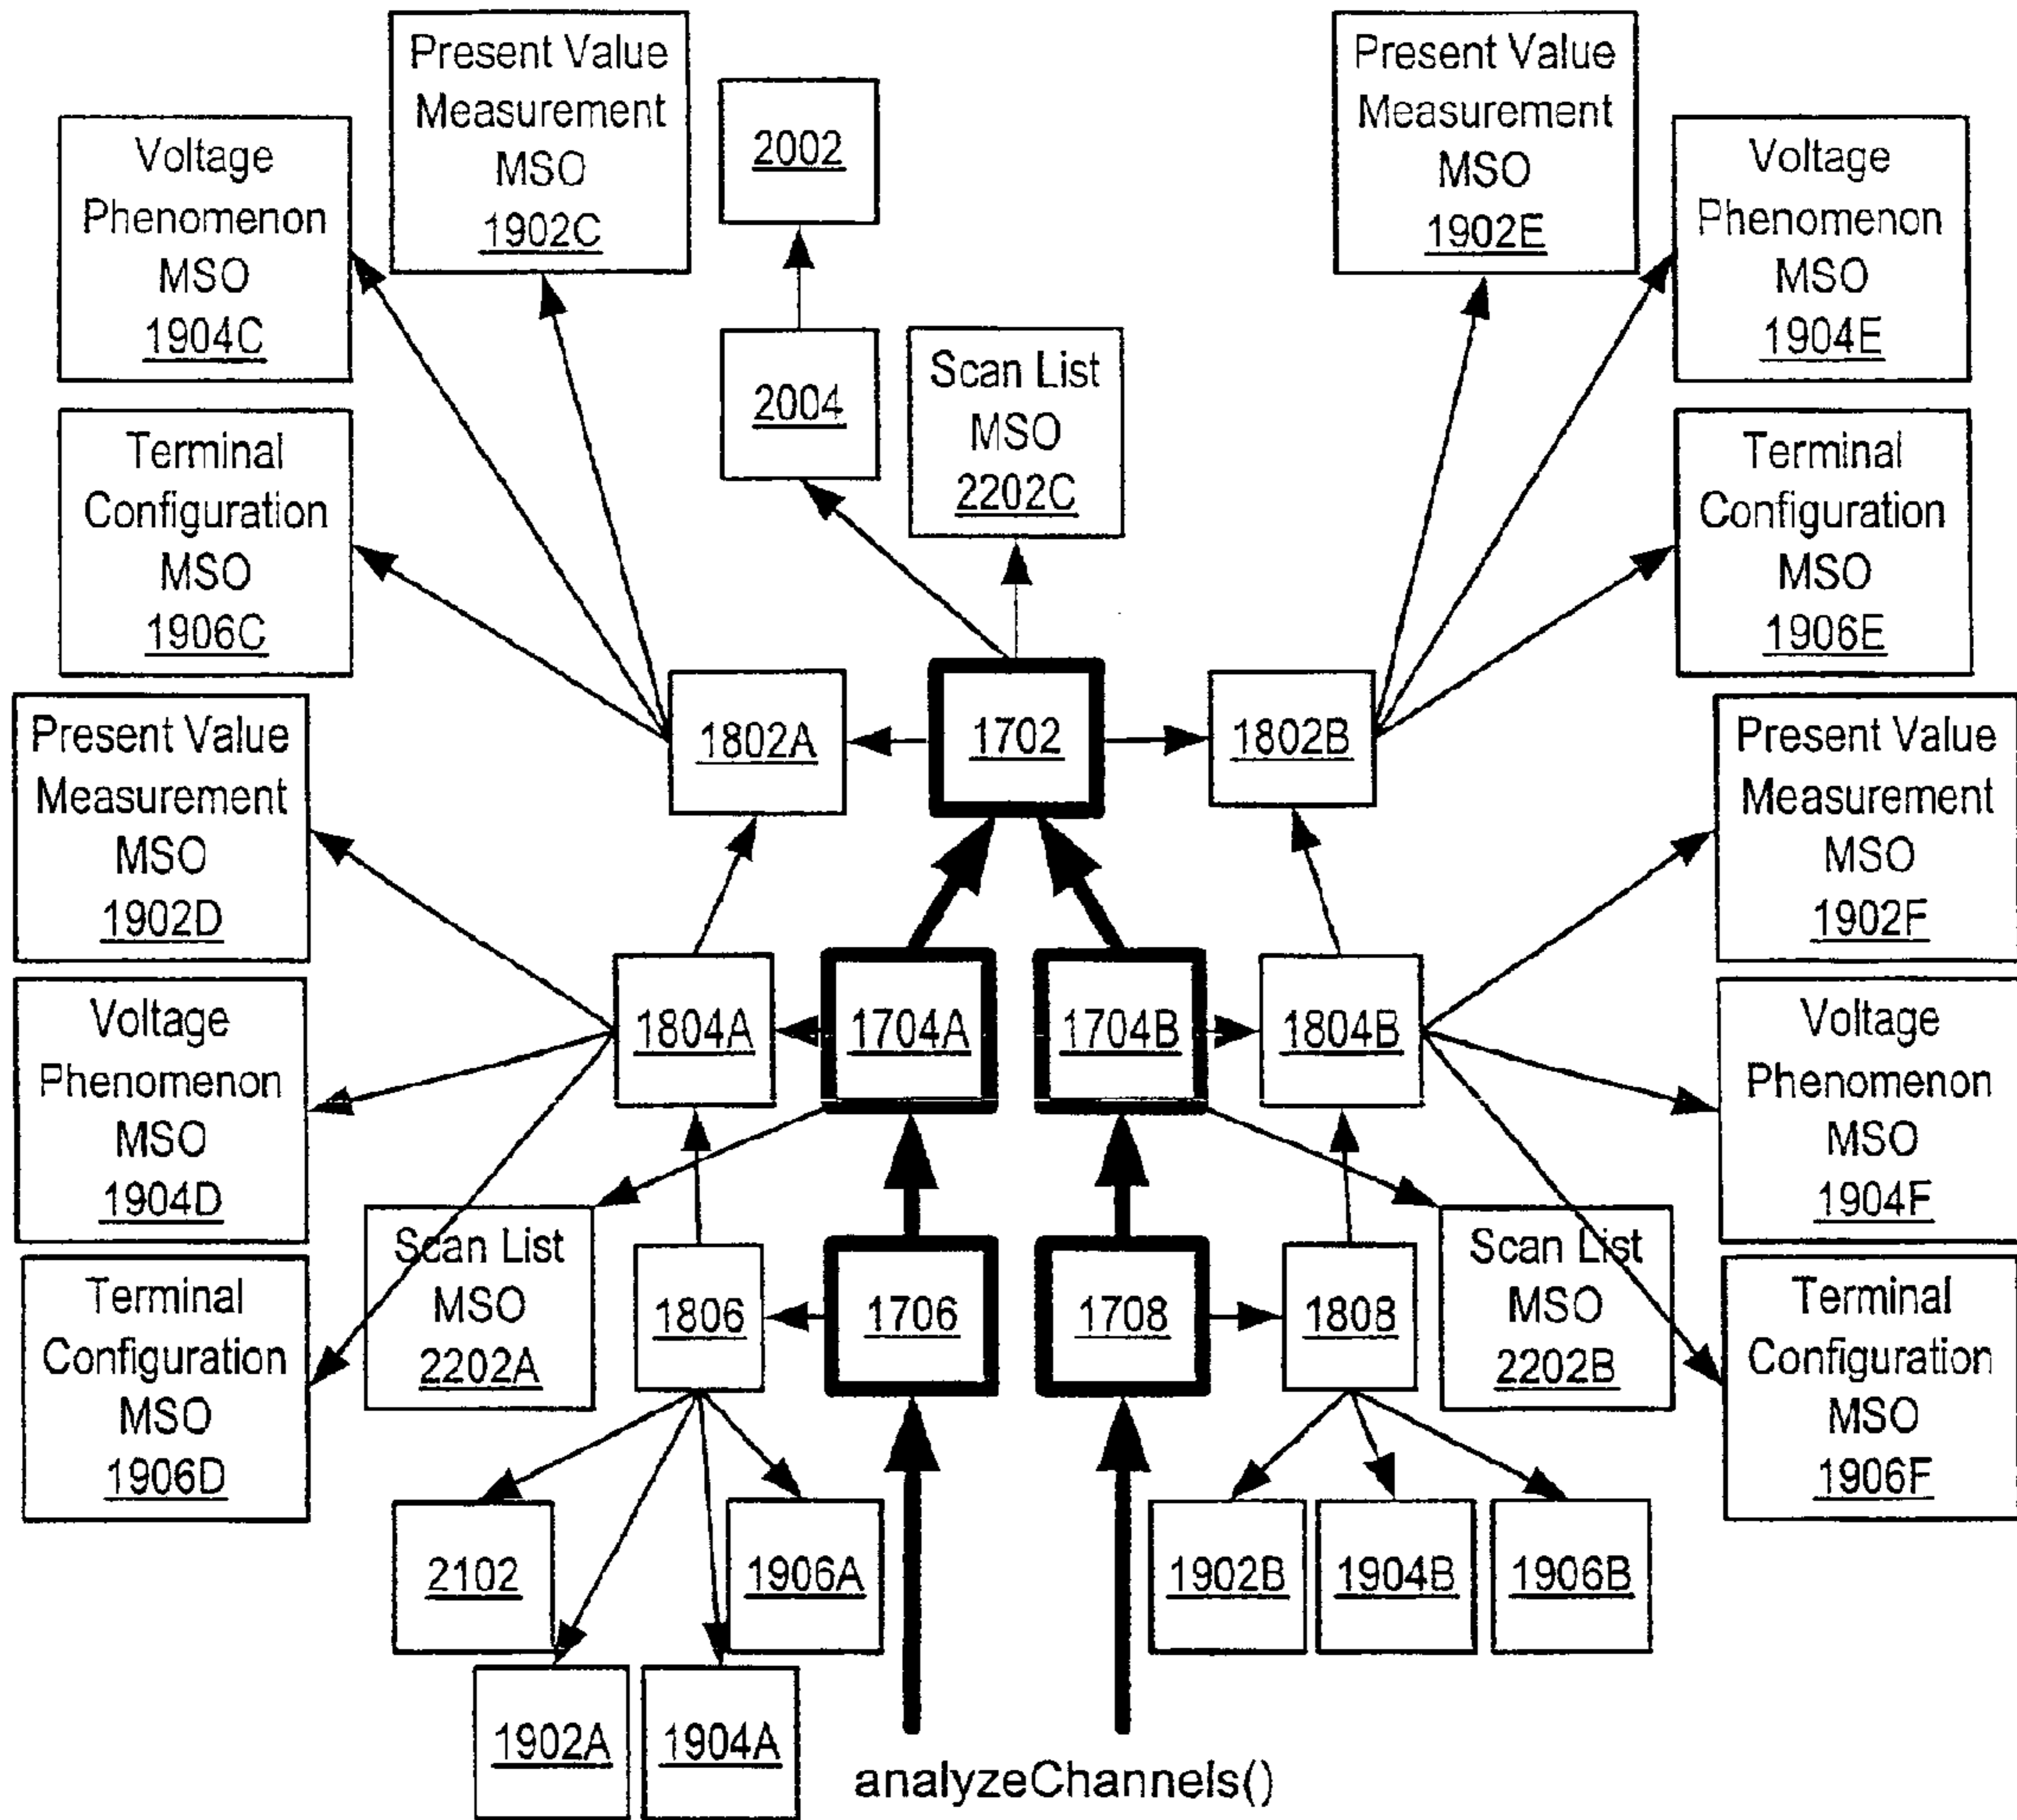 Present Value
Measurement
MSO
1902C
Present Value
Measurement
MSO
1902E
Voltage
Phenomenon
MSO
1904C
2002
Voltage
Phenomenon
MSO
1904E
2004
Scan List
MSO
2202C
Terminal
Configuration
MSO
1906C
Terminal
Configuration
MSO
1906E
1802A
1702
1802B
Present Value
Measurement
MSO
1902D
Present Value
Measurement
MSO
1902F
1804A
1704A
1704B
1804B
Voltage
Phenomenon
MSO
1904D
Voltage
Phenomenon
MSO
1904F
Scan List
MSO
2202A
1806
1706
1708
1808
Scan List
MSO
2202B
Terminal
Configuration
MSO
1906D
Terminal
Configuration
MSO
1906F
2102
1906A
1902B
1904B
1906B
1902A
1904A
analyzeChannels()